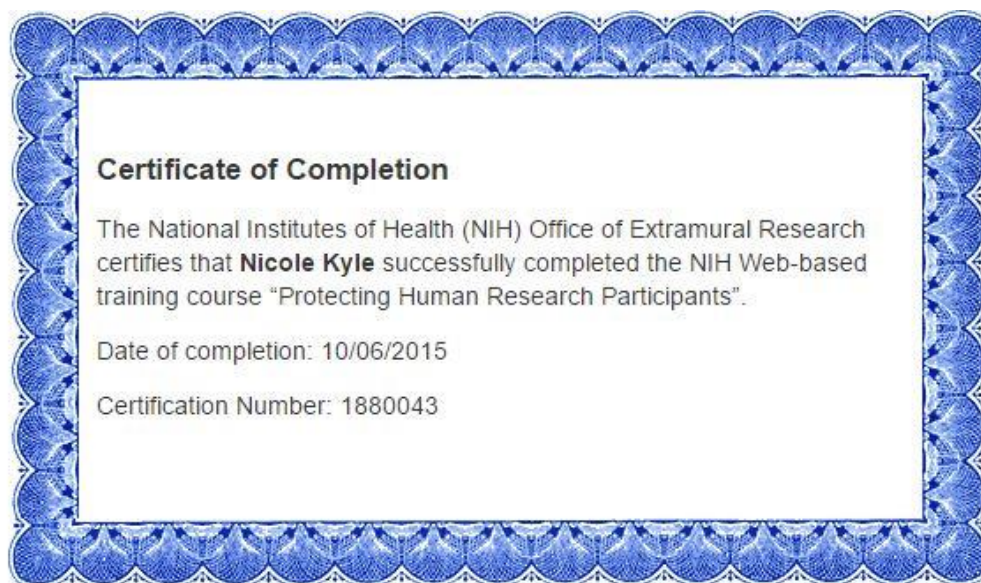 Certificate of Completion
The National Institutes of Health (NIH) Office of Extramural Research
certifies that Nicole Kyle successfully completed the NIH Web-based
training course “Protecting Human Research Participants”.
Date of completion: 10/06/2015
Certification Number: 1880043